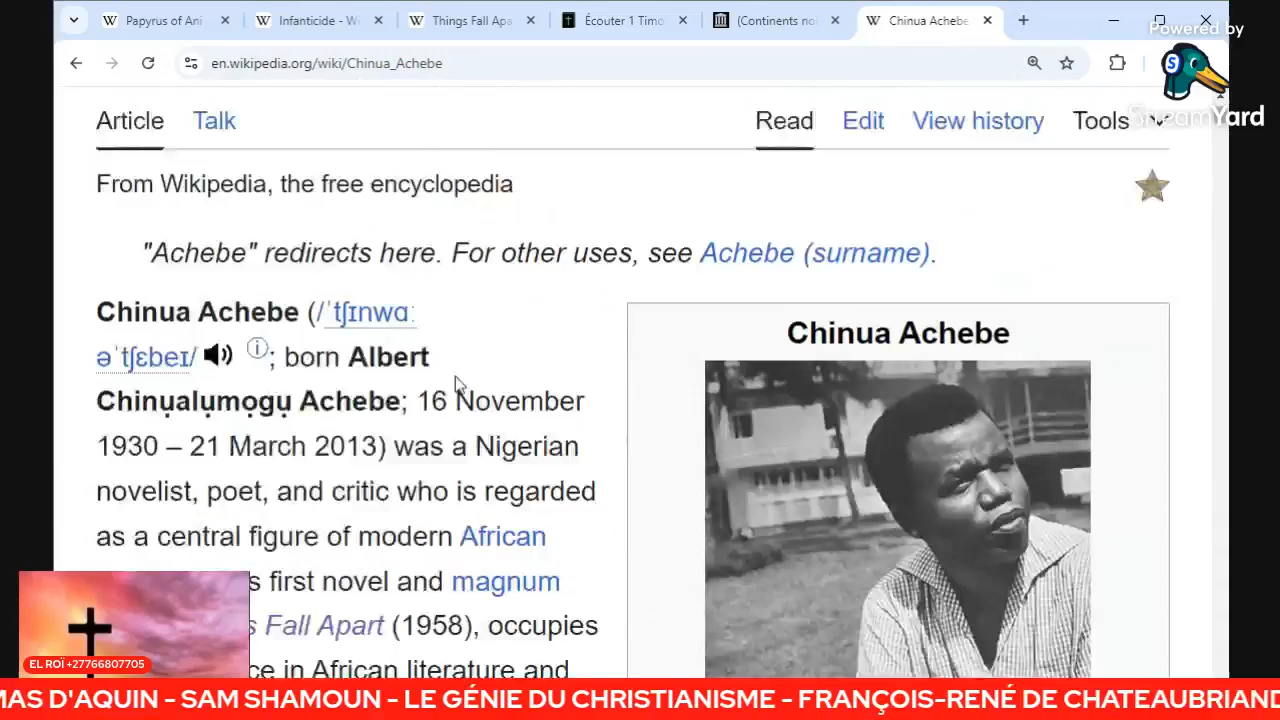 Papyrus of Ani
Infanticide - W
Things Fall Apa
Écouter 1 Timo
(Continents no
Chinua Achebe
Powered by
en.wikipedia.org/wiki/Chinua_Achebe
StreamYard
Article Talk Read Edit View history Tools
From Wikipedia, the free encyclopedia
"Achebe" redirects here. For other uses, see Achebe (surname).
Chinua Achebe (/ˈtʃɪnwɑː
əˈtʃɛbeɪ/ ; born Albert
Chinụalụmọgụ Achebe; 16 November
1930 – 21 March 2013) was a Nigerian
novelist, poet, and critic who is regarded
as a central figure of modern African
s first novel and magnum
s Fall Apart (1958), occupies
ce in African literature and
Chinua Achebe
EL ROÏ +27766807705
MAS D'AQUIN - SAM SHAMOUN - LE GÉNIE DU CHRISTIANISME - FRANÇOIS-RENÉ DE CHATEAUBRIAND